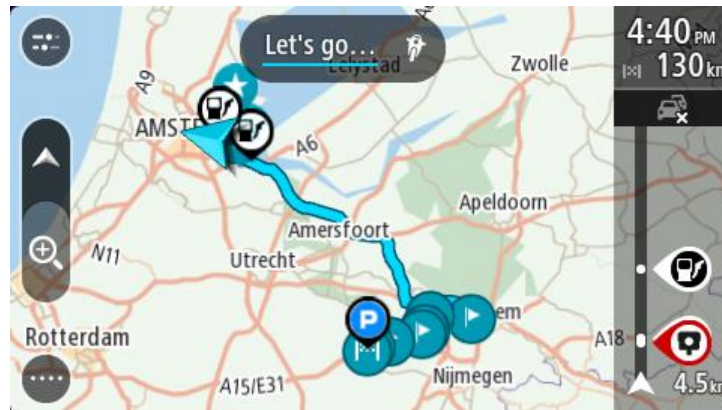 Let's go...
4:40 PM
130 km
Lelystad
Zwolle
A9
AMST
A6
Apeldoorn
Amersfoort
N11
Utrecht
em
P
Rotterdam
A18
A15/E31
Nijmegen
4.5 km